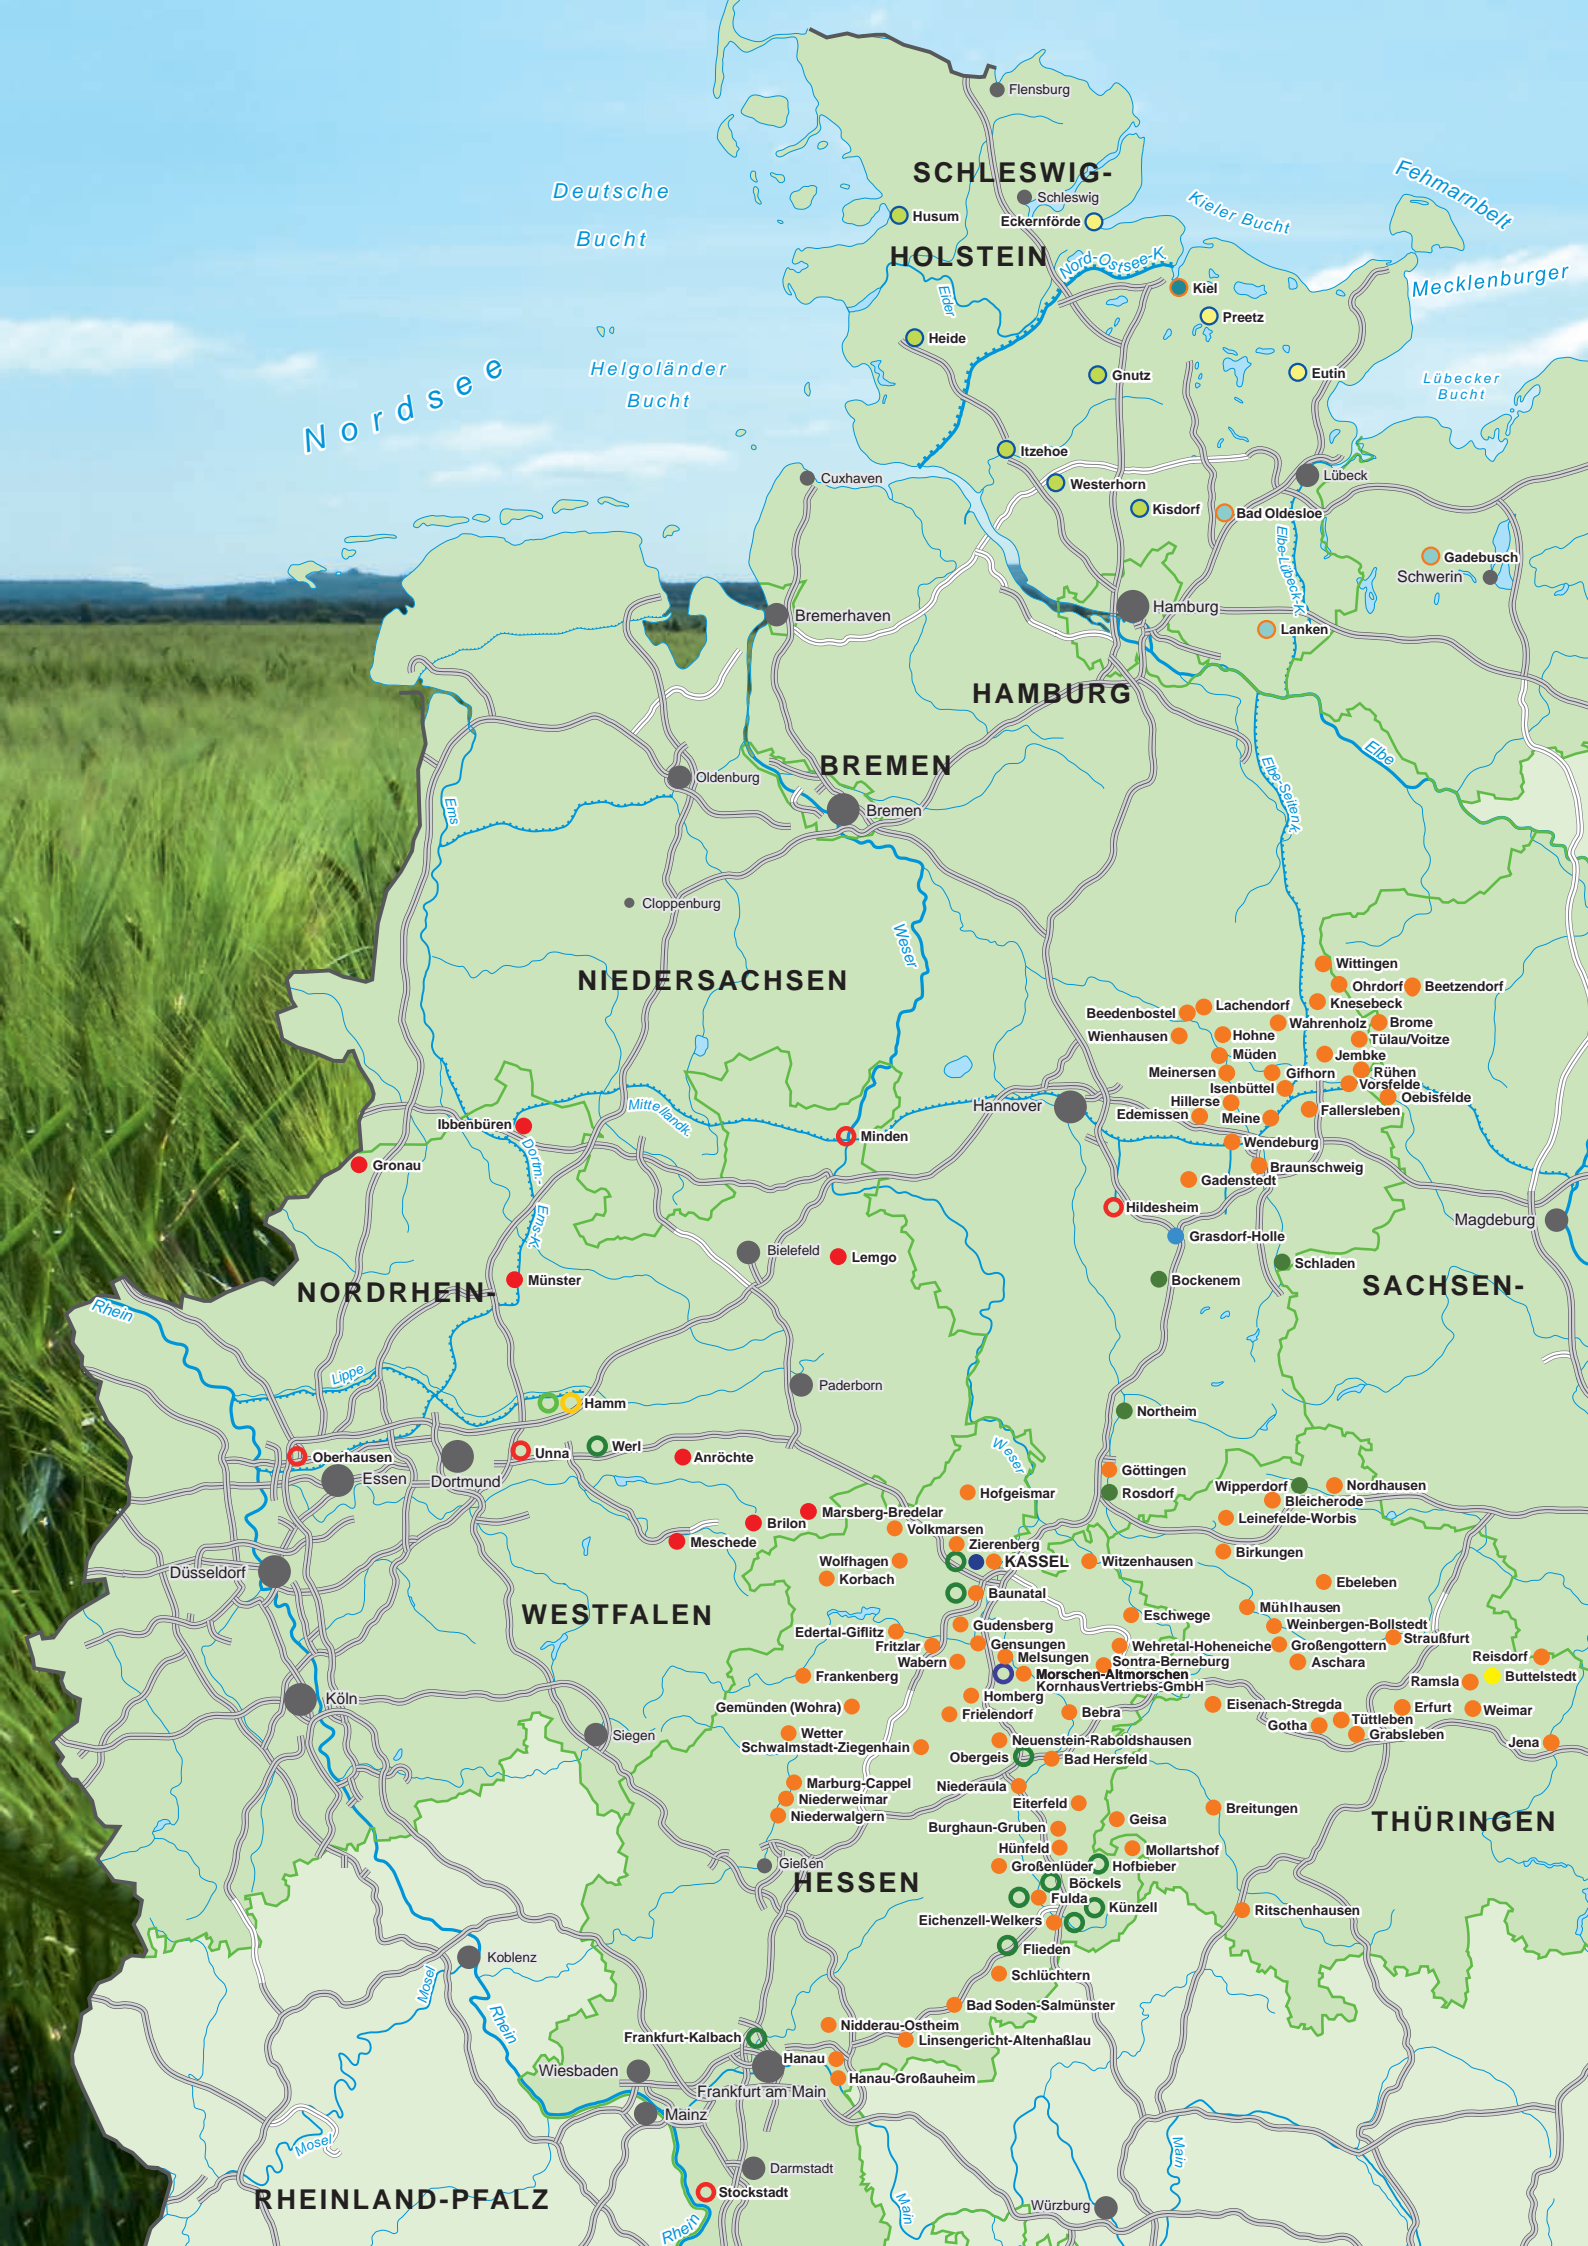 Flensburg
SCHLESWIG-
Schleswig
Husum
Eckernförde
HOLSTEIN
Deutsche
Bucht
Kieler Bucht
Fehmarnbelt
Mecklenburger
Nord-Ostsee-K.
Eider
Kiel
Preetz
Heide
Gnutz
Eutin
Helgoländer
Bucht
Nordsee
Lübecker
Bucht
Itzehoe
Cuxhaven
Westerhorn
Lübeck
Kisdorf
Bad Oldesloe
Elbe-Lübeck-K.
Gadebusch
Schwerin
Bremerhaven
Hamburg
Lanken
HAMBURG
Elbe
BREMEN
Oldenburg
Bremen
Ems
Elbe-Seitenk.
Cloppenburg
Weser
NIEDERSACHSEN
Wittingen
Ohrdorf
Beetzendorf
Lachendorf
Knesebeck
Beedenbostel
Wahrenholz
Brome
Wienhausen
Hohne
Tülau/Voitze
Müden
Jembke
Meinersen
Gifhorn
Rühen
Isenbüttel
Vorsfelde
Oebisfelde
Hillerse
Hannover
Edemissen
Meine
Fallersleben
Mittellandk.
Ibbenbüren
Minden
Wendeburg
Dortm.-
Ems-K.
Gronau
Braunschweig
Gadenstedt
Hildesheim
Magdeburg
Grasdorf-Holle
Bielefeld
Lemgo
Schladen
Münster
Bockenem
NORDRHEIN-
SACHSEN-
Rhein
Lippe
Paderborn
Hamm
Northeim
Werl
Unna
Oberhausen
Anröchte
Weser
Essen
Dortmund
Göttingen
Hofgeismar
Rosdorf
Wipperdorf
Nordhausen
Bleicherode
Marsberg-Bredelar
Leinefelde-Worbis
Brilon
Volkmarsen
Meschede
Zierenberg
Birkungen
Wolfhagen
KASSEL
Witzenhausen
Düsseldorf
Korbach
Ebeleben
Baunatal
Mühlhausen
WESTFALEN
Eschwege
Gudensberg
Weinbergen-Bollstedt
Edertal-Giflitz
Straußfurt
Fritzlar
Gensungen
Wehretal-Hoheneiche
Großengottern
Melsungen
Reisdorf
Wabern
Sontra-Berneburg
Aschara
Frankenberg
Morschen-Altmorschen
KornhausVertriebs-GmbH
Buttelstedt
Ramsla
Köln
Homberg
Gemünden (Wohra)
Eisenach-Stregda
Erfurt
Weimar
Frielendorf
Bebra
Tüttleben
Gotha
Siegen
Wetter
Grabsleben
Neuenstein-Raboldshausen
Jena
Schwalmstadt-Ziegenhain
Obergeis
Bad Hersfeld
Marburg-Cappel
Niederaula
Niederweimar
Eiterfeld
Breitungen
Niederwalgern
Geisa
THÜRINGEN
Burghaun-Gruben
Hünfeld
Mollartshof
Gießen
Großenlüder
Hofbieber
HESSEN
Böckels
Fulda
Künzell
Ritschenhausen
Eichenzell-Welkers
Flieden
Koblenz
Schlüchtern
Mosel
Rhein
Bad Soden-Salmünster
Nidderau-Ostheim
Frankfurt-Kalbach
Linsengericht-Altenhaßlau
Wiesbaden
Hanau
Hanau-Großauheim
Frankfurt am Main
Mainz
Mosel
Main
Darmstadt
Stockstadt
RHEINLAND-PFALZ
Main
Würzburg
Rhein